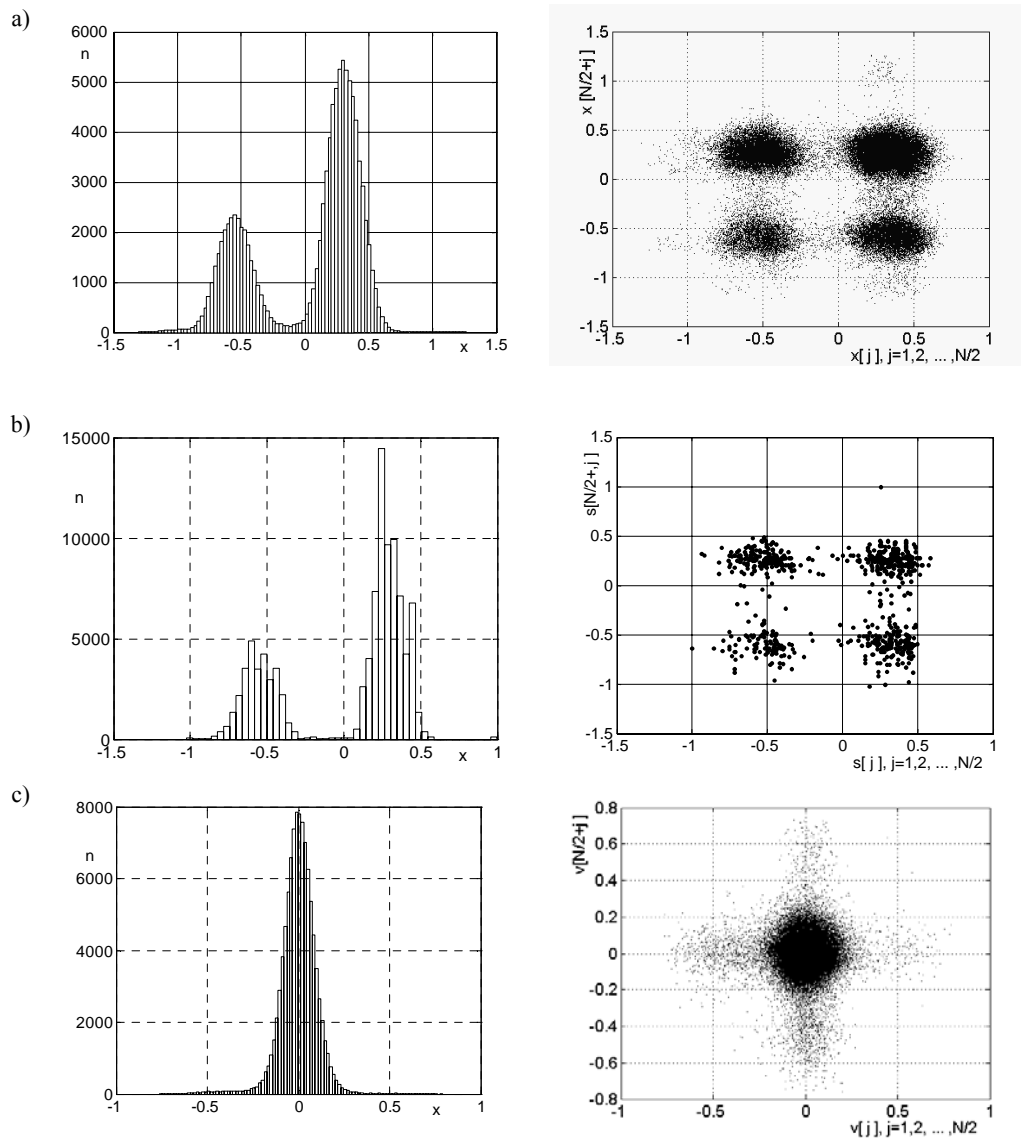 a)
6000
n
5000
4000
3000
2000
1000
0
-1.5 -1 -0.5 0 0.5 1 1.5
x
x [N/2+j]
1.5
1
0.5
0
-0.5
-1
-1.5
-1 -0.5 0 0.5 1
x[ j ], j=1,2, ... ,N/2
b)
15000
n
10000
5000
0
-1.5 -1 -0.5 0 0.5 1
x
s[N/2+,j]
1.5
1
0.5
0
-0.5
-1
-1.5
-1.5 -1 -0.5 0 0.5 1
s[ j ], j=1,2, ... ,N/2
c)
8000
n
6000
4000
2000
0
-1 -0.5 0 0.5 1
x
v[N/2+j]
0.8
0.6
0.4
0.2
0
-0.2
-0.4
-0.6
-0.8
-1 -0.5 0 0.5 1
v[ j ], j=1,2, ... ,N/2